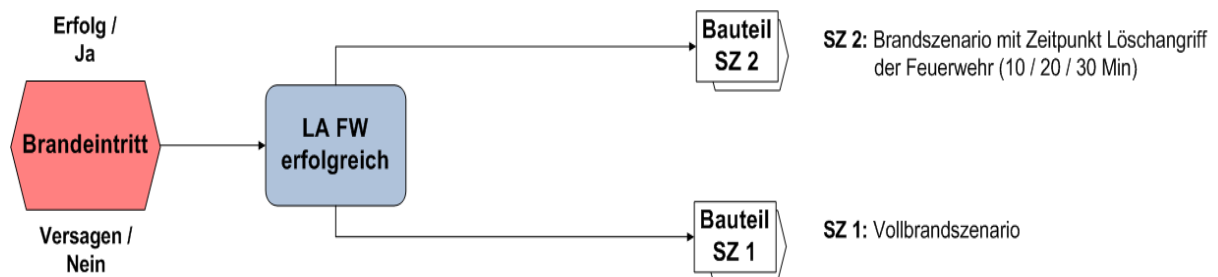 Erfolg /
Ja
Brandeintritt
Versagen /
Nein
LA FW
erfolgreich
Bauteil
SZ 2
SZ 2: Brandszenario mit Zeitpunkt Löschangriff
der Feuerwehr (10 / 20 / 30 Min)
Bauteil
SZ 1
SZ 1: Vollbrandszenario